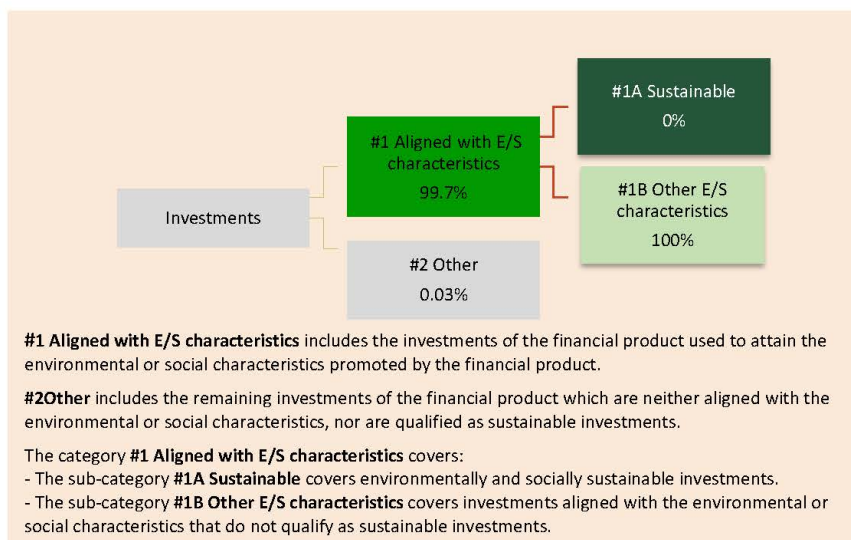 #1A Sustainable
0%
#1 Aligned with E/S
characteristics
99.7%
#1B Other E/S
characteristics
100%
Investments
#2 Other
0.03%
#1 Aligned with E/S characteristics includes the investments of the financial product used to attain the
environmental or social characteristics promoted by the financial product.
#2Other includes the remaining investments of the financial product which are neither aligned with the
environmental or social characteristics, nor are qualified as sustainable investments.
The category #1 Aligned with E/S characteristics covers:
- The sub-category #1A Sustainable covers environmentally and socially sustainable investments.
- The sub-category #1B Other E/S characteristics covers investments aligned with the environmental or
social characteristics that do not qualify as sustainable investments.